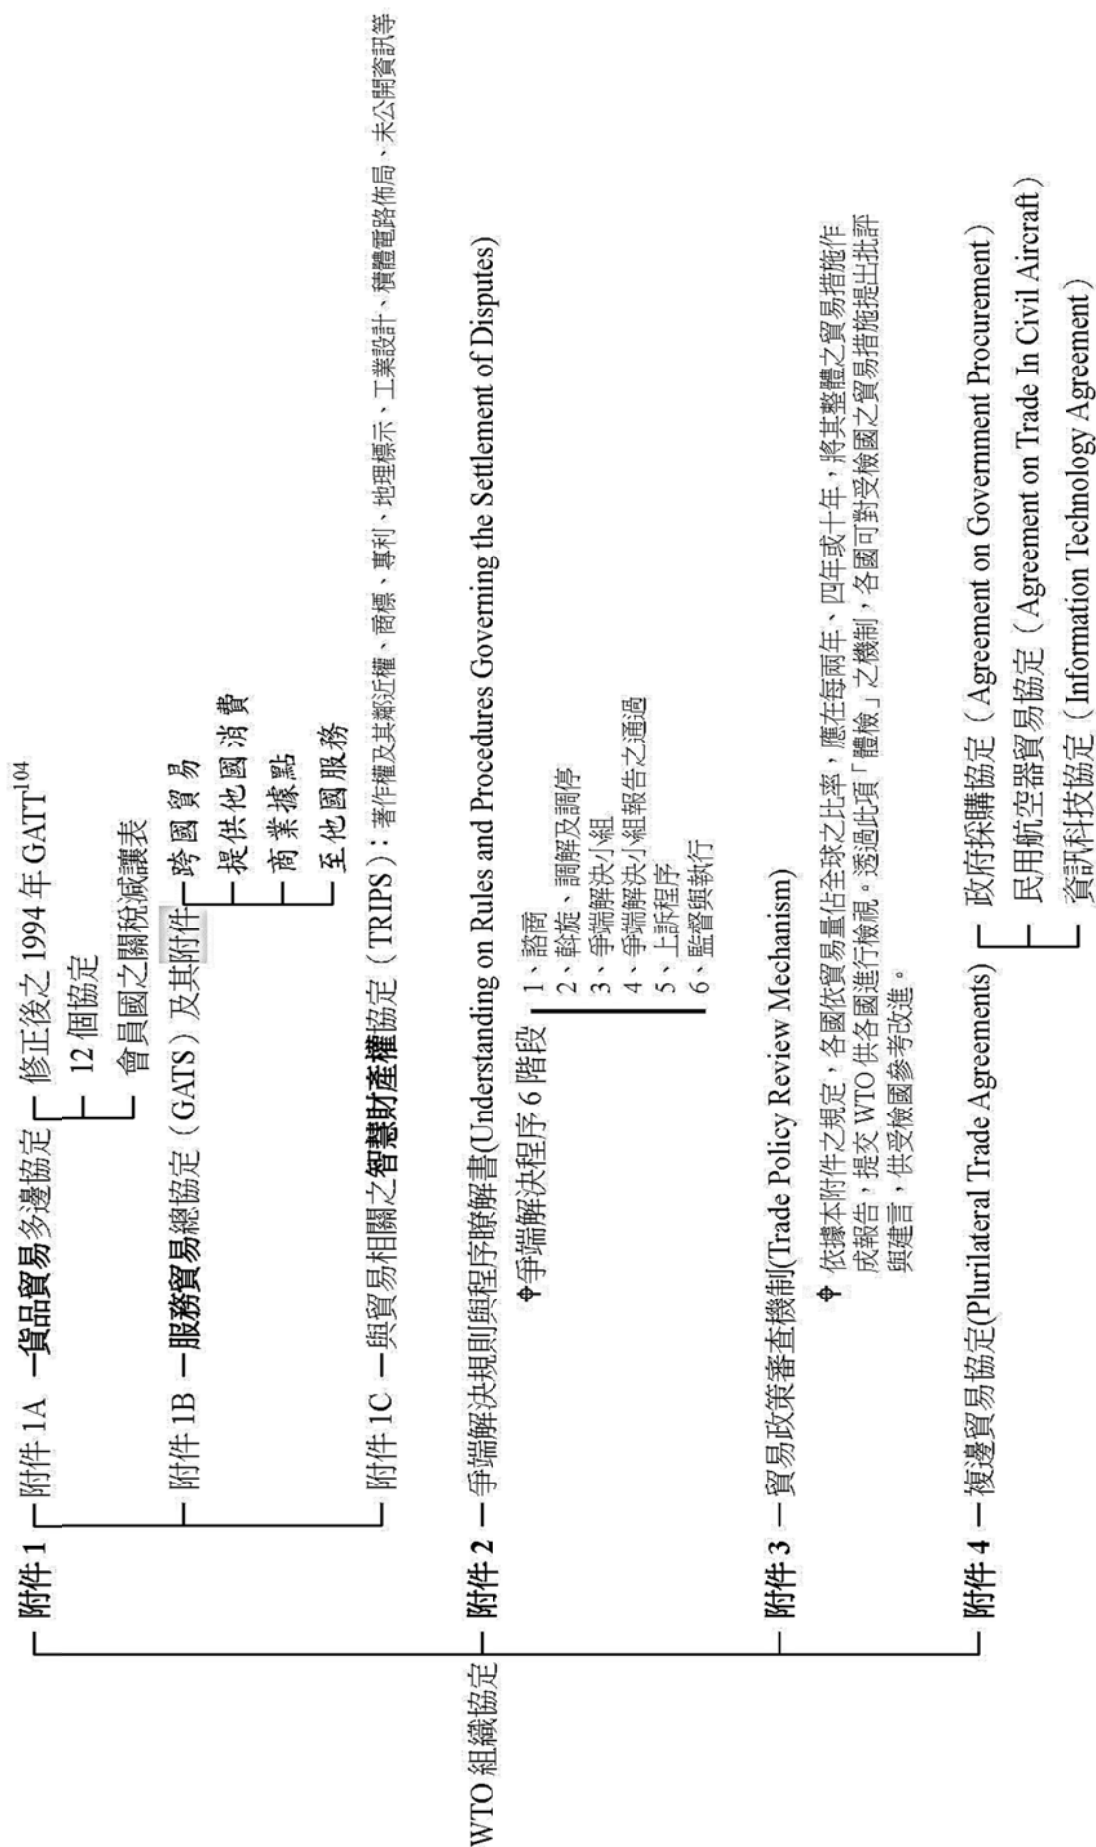 WTO 組織協定
附件 1
附件 1A －貨品貿易多邊協定
修正後之 1994 年 GATT104
12 個協定
會員國之關稅減讓表
附件 1B －服務貿易總協定（GATS）及其附件
跨國貿易
提供他國消費
商業據點
至他國服務
附件 1C －與貿易相關之智慧財產權協定（TRIPS）：著作權及其鄰近權、商標、專利、地理標示、工業設計、積體電路佈局、未公開資訊等
附件 2 －爭端解決規則與程序瞭解書(Understanding on Rules and Procedures Governing the Settlement of Disputes)
爭端解決程序 6 階段
1、諮商
2、斡旋、調解及調停
3、爭端解決小組
4、爭端解決小組報告之通過
5、上訴程序
6、監督與執行
附件 3 －貿易政策審查機制(Trade Policy Review Mechanism)
依據本附件之規定，各國依貿易量佔全球之比率，應在每兩年、四年或十年，將其整體之貿易措施作
成報告，提交 WTO 供各國進行檢視。透過此項「體檢」之機制，各國可對受檢國之貿易措施提出批評
與建言，供受檢國參考改進。
附件 4 －複邊貿易協定(Plurilateral Trade Agreements)
政府採購協定（Agreement on Government Procurement）
民用航空器貿易協定（Agreement on Trade In Civil Aircraft）
資訊科技協定（Information Technology Agreement）